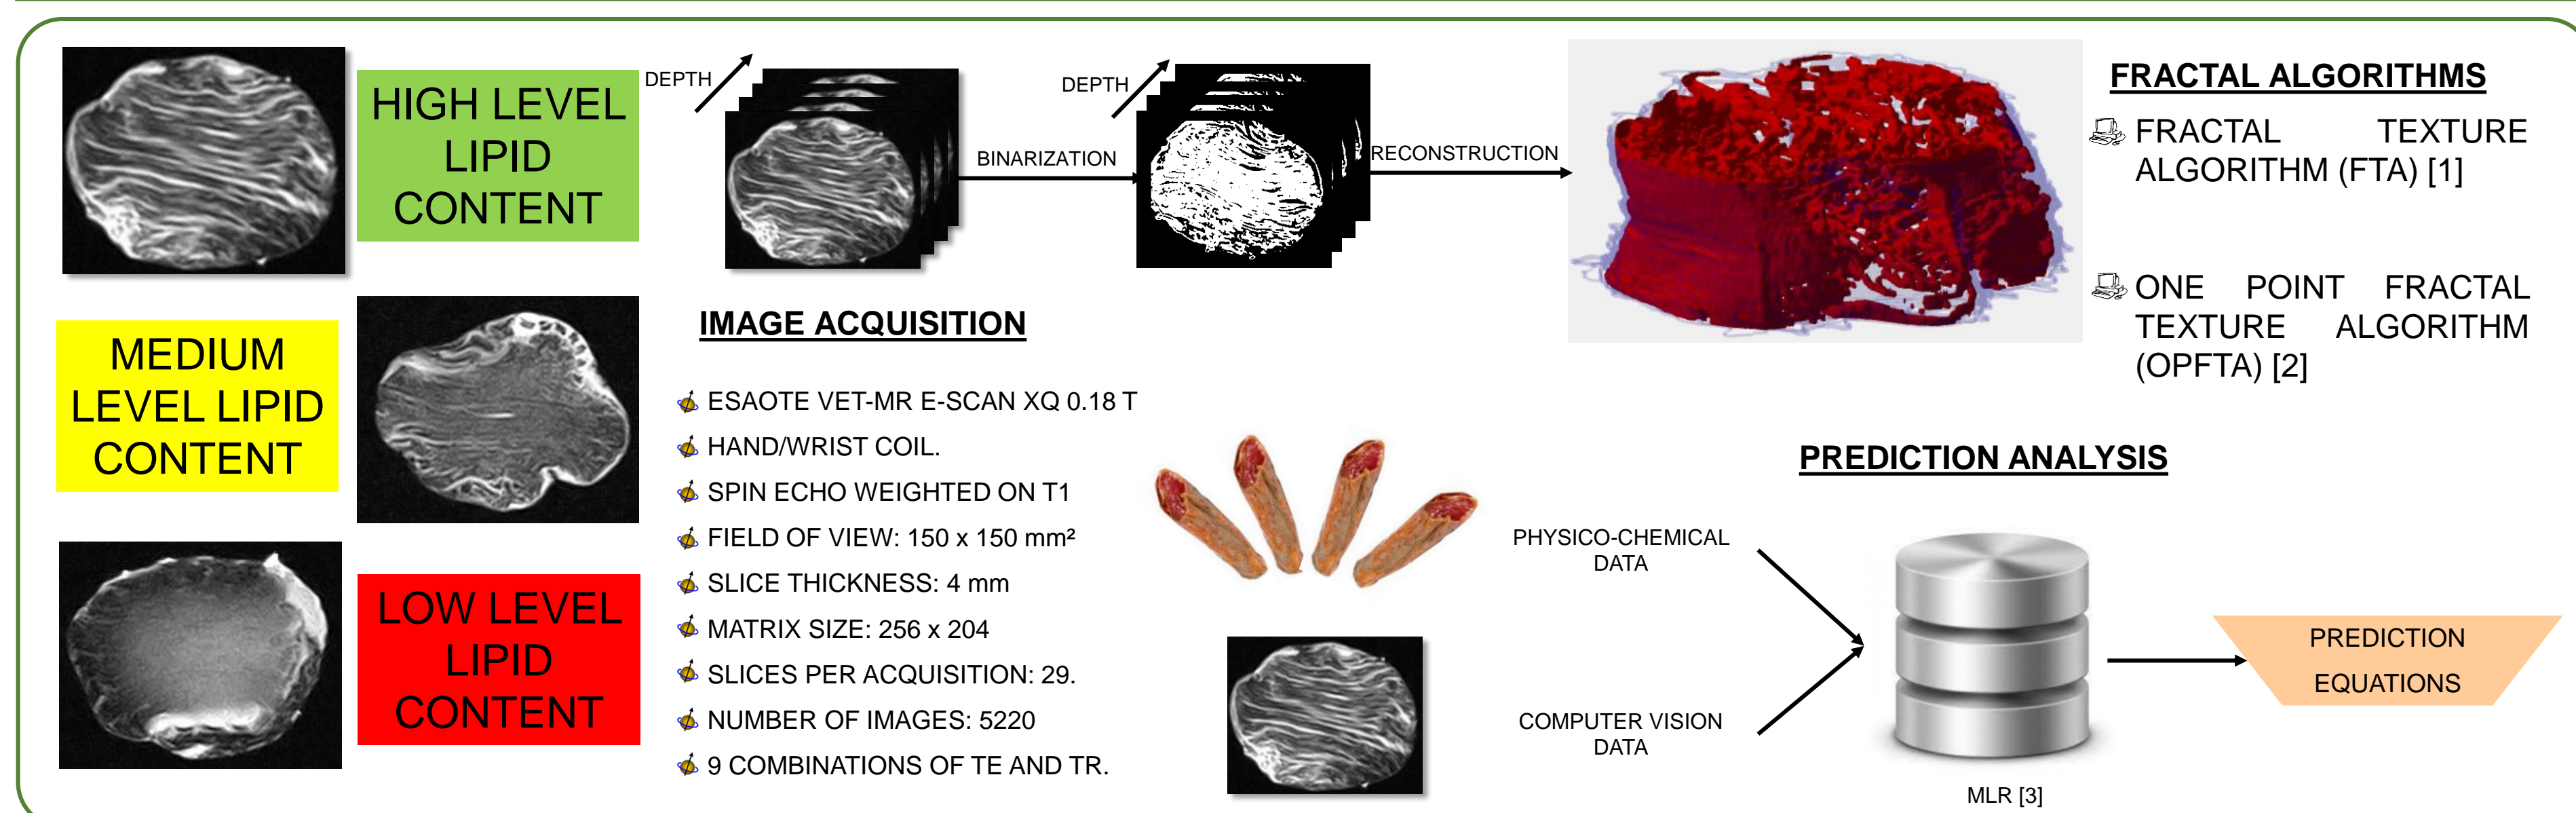 HIGH LEVEL
LIPID
CONTENT
MEDIUM
LEVEL LIPID
CONTENT
LOW LEVEL
LIPID
CONTENT
DEPTH
BINARIZATION
DEPTH
RECONSTRUCTION
FRACTAL ALGORITHMS
FRACTAL TEXTURE
ALGORITHM (FTA) [1]
ONE POINT FRACTAL
TEXTURE ALGORITHM
(OPFTA) [2]
IMAGE ACQUISITION
ESAOTE VET-MR E-SCAN XQ 0.18 T
HAND/WRIST COIL.
SPIN ECHO WEIGHTED ON T1
FIELD OF VIEW: 150 x 150 mm²
SLICE THICKNESS: 4 mm
MATRIX SIZE: 256 x 204
SLICES PER ACQUISITION: 29.
NUMBER OF IMAGES: 5220
9 COMBINATIONS OF TE AND TR.
PREDICTION ANALYSIS
PHYSICO-CHEMICAL
DATA
COMPUTER VISION
DATA
MLR [3]
PREDICTION
EQUATIONS